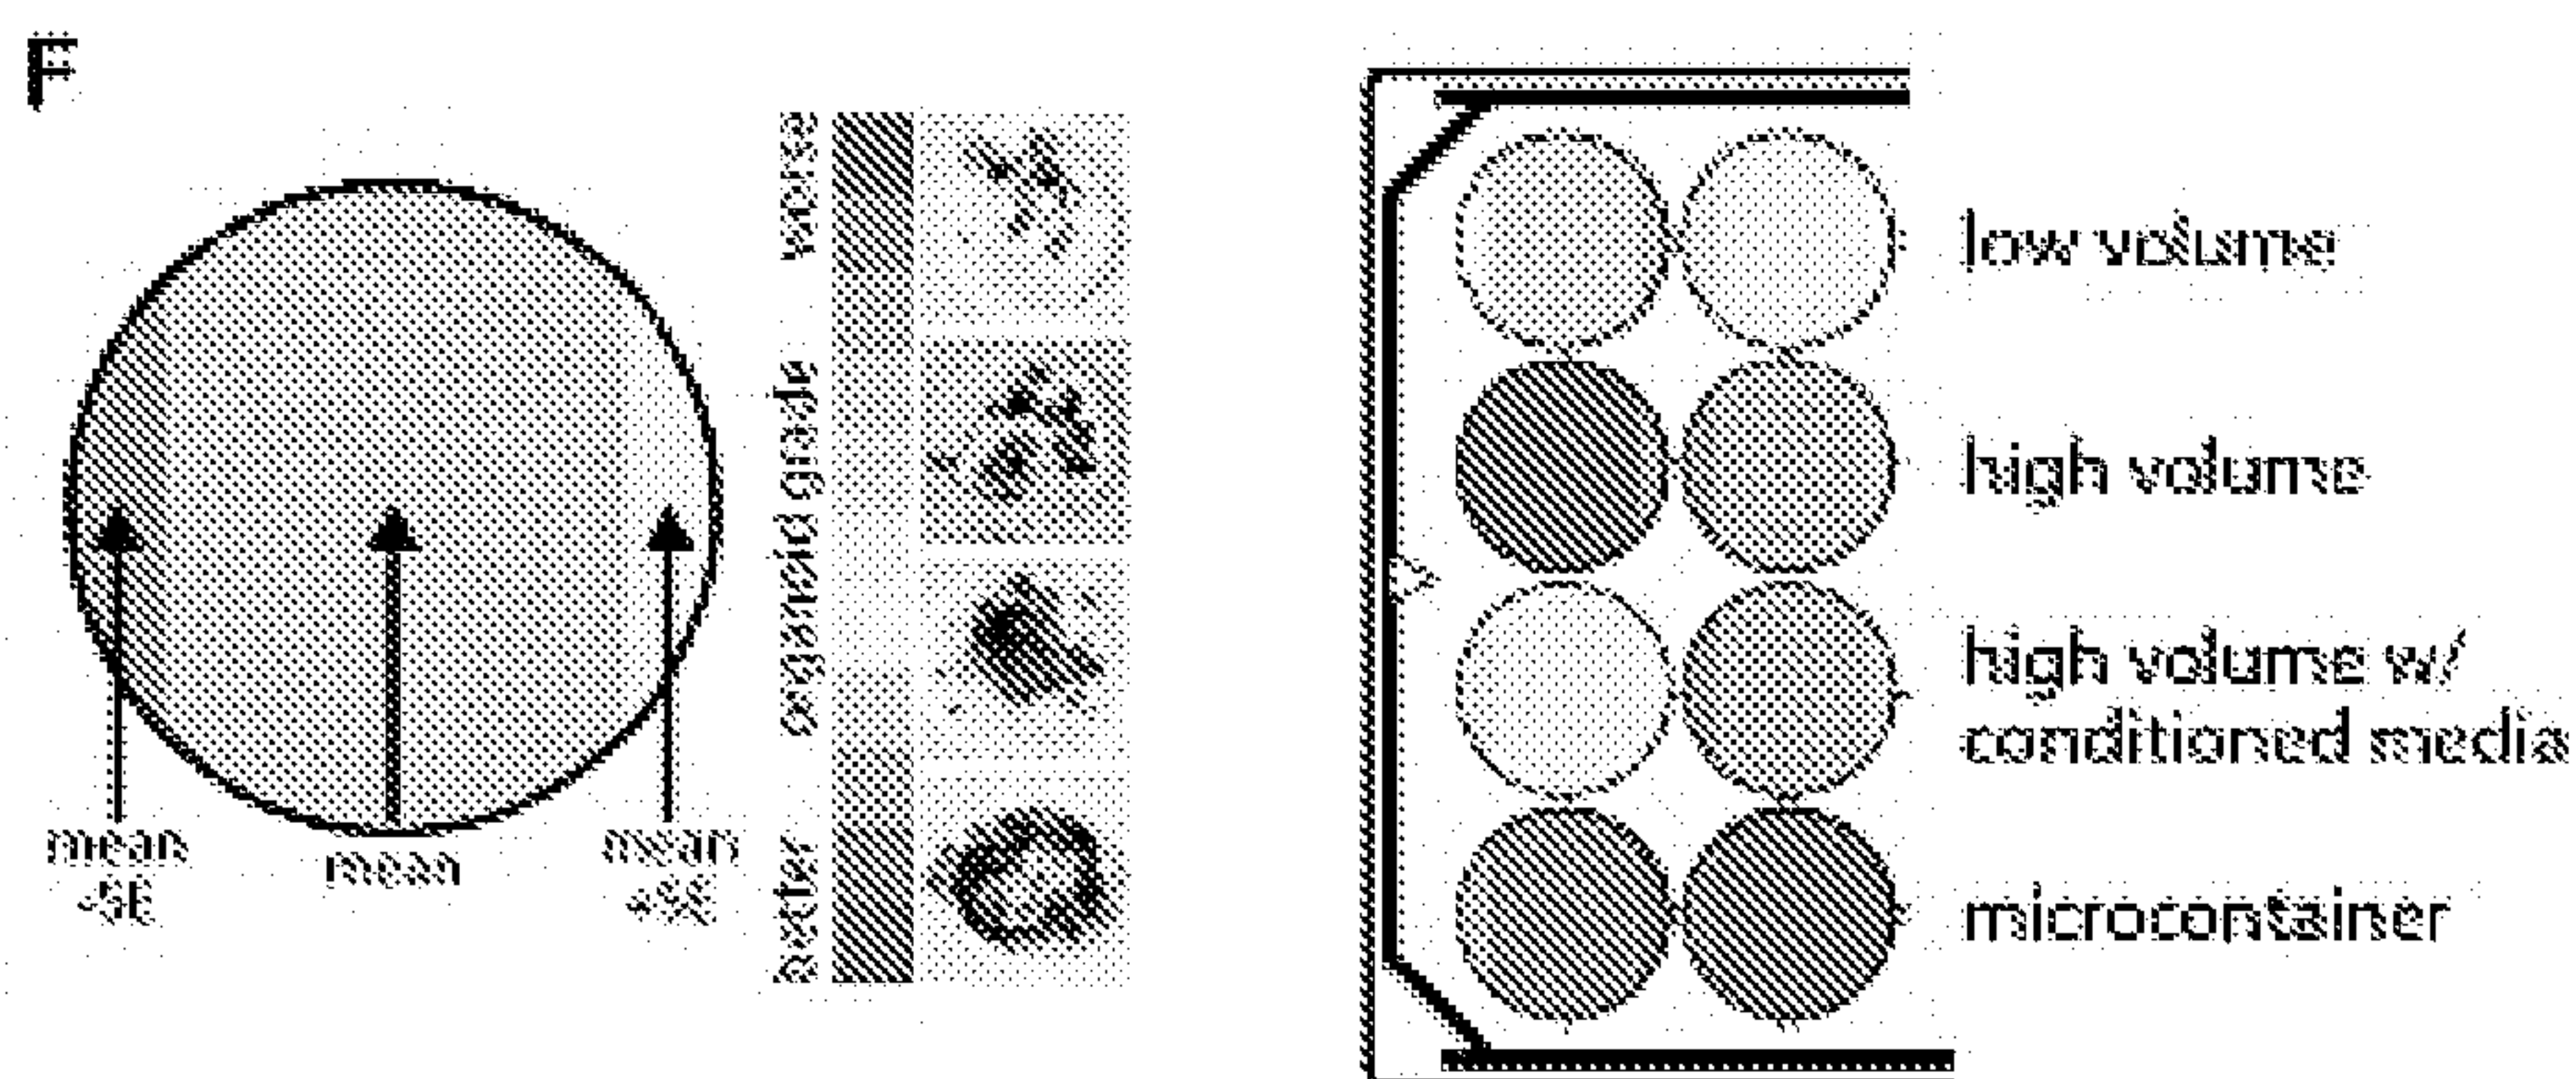 F
worse
organoid grade
better
mean
-SE
mean
mean
+SE
low volume
high volume
high volume w/
conditioned media
microcontainer